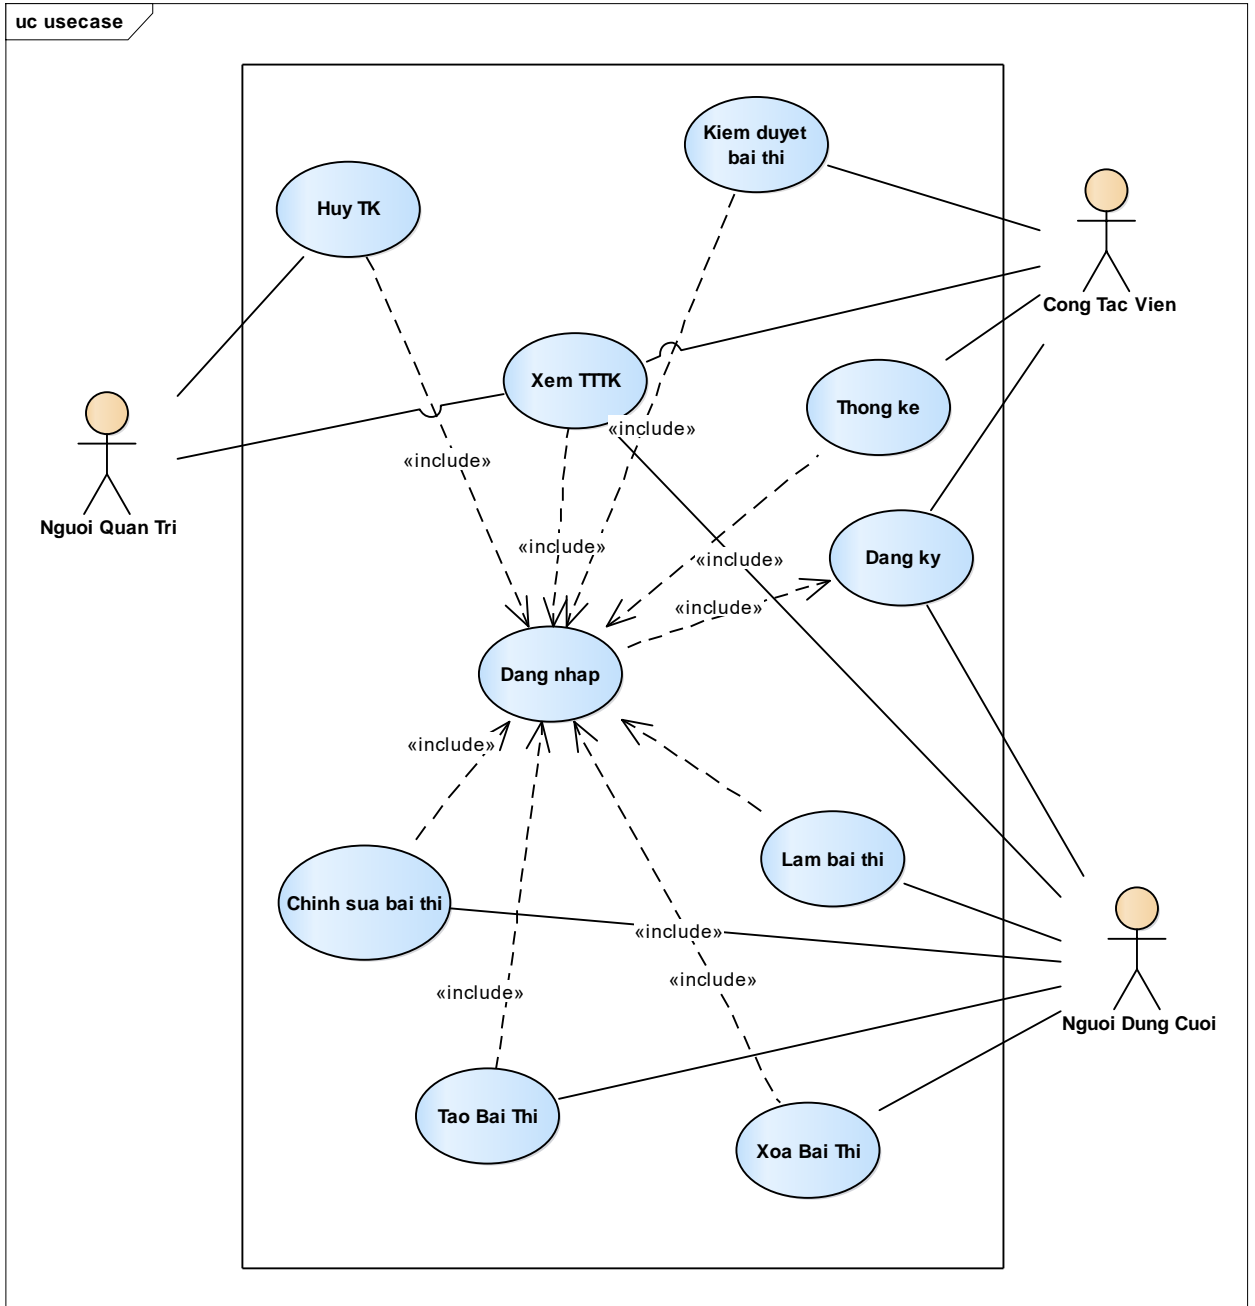 uc usecase
Kiem duyet
bai thi
Huy TK
Cong Tac Vien
Xem TTTK
Thong ke
«include»
«include»
Nguoi Quan Tri
«include»
«include»
Dang ky
«include»
Dang nhap
«include»
Lam bai thi
Chinh sua bai thi
«include»
«include»
«include»
Nguoi Dung Cuoi
Tao Bai Thi
Xoa Bai Thi